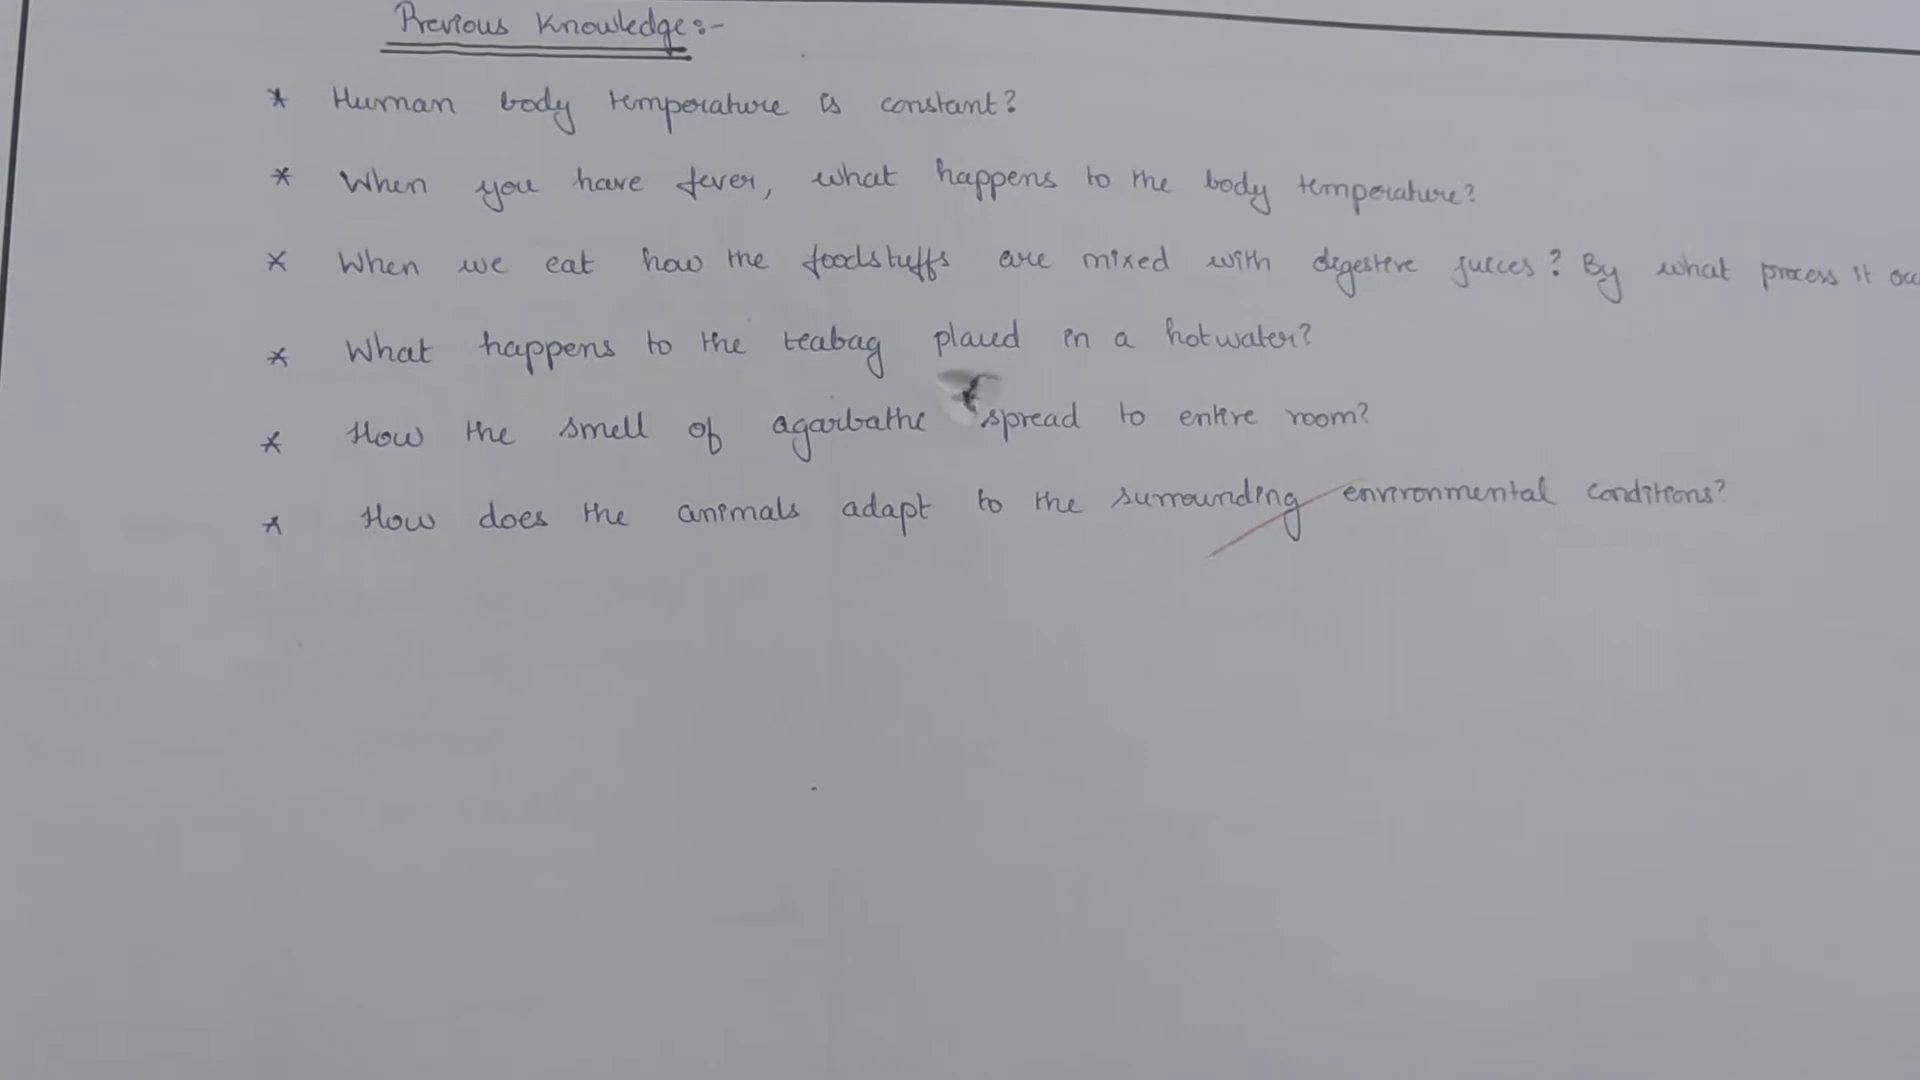 Previous Knowledge:-
* Human body temperature is constant?
* When you have fever, what happens to the body temperature?
* When we eat how the foodstuffs are mixed with digestive juices? By what process it
* What happens to the teabag placed in a hotwater?
* How the smell of agarbathi spread to entire room?
* How does the animals adapt to the surrounding environmental conditions?